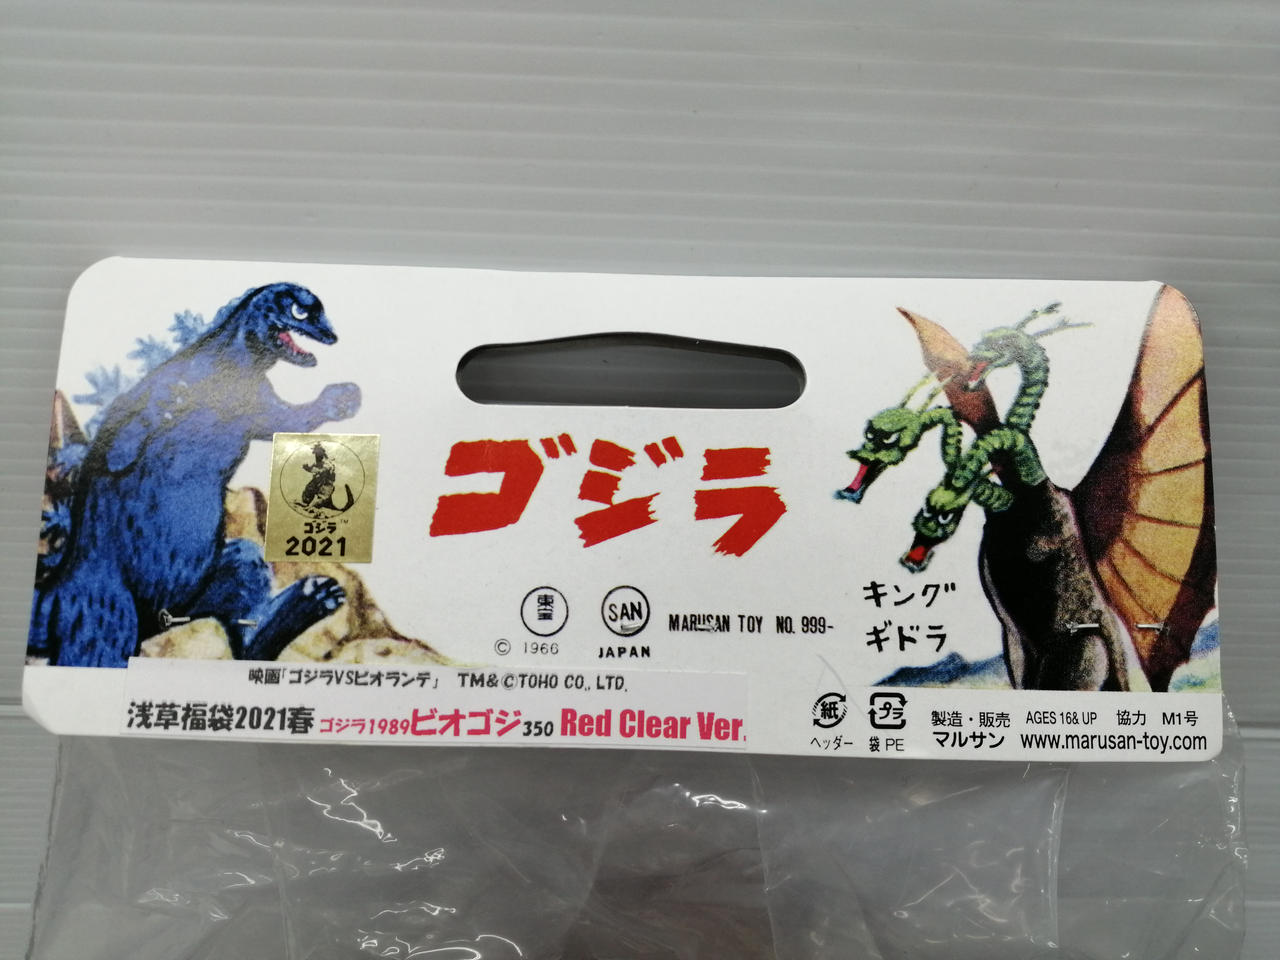 ゴジラ
ゴジラ™
2021
東宝
© 1966
SAN
JAPAN
MARUSAN TOY NO. 999-
キング
ギドラ
映画「ゴジラVSビオランテ」 TM&©TOHO CO., LTD.
浅草福袋2021春 ゴジラ1989ビオゴジ350 Red Clear Ver.
紙
ヘッダー
プラ
袋 PE
製造・販売 AGES 16& UP 協力 M1号
マルサン www.marusan-toy.com